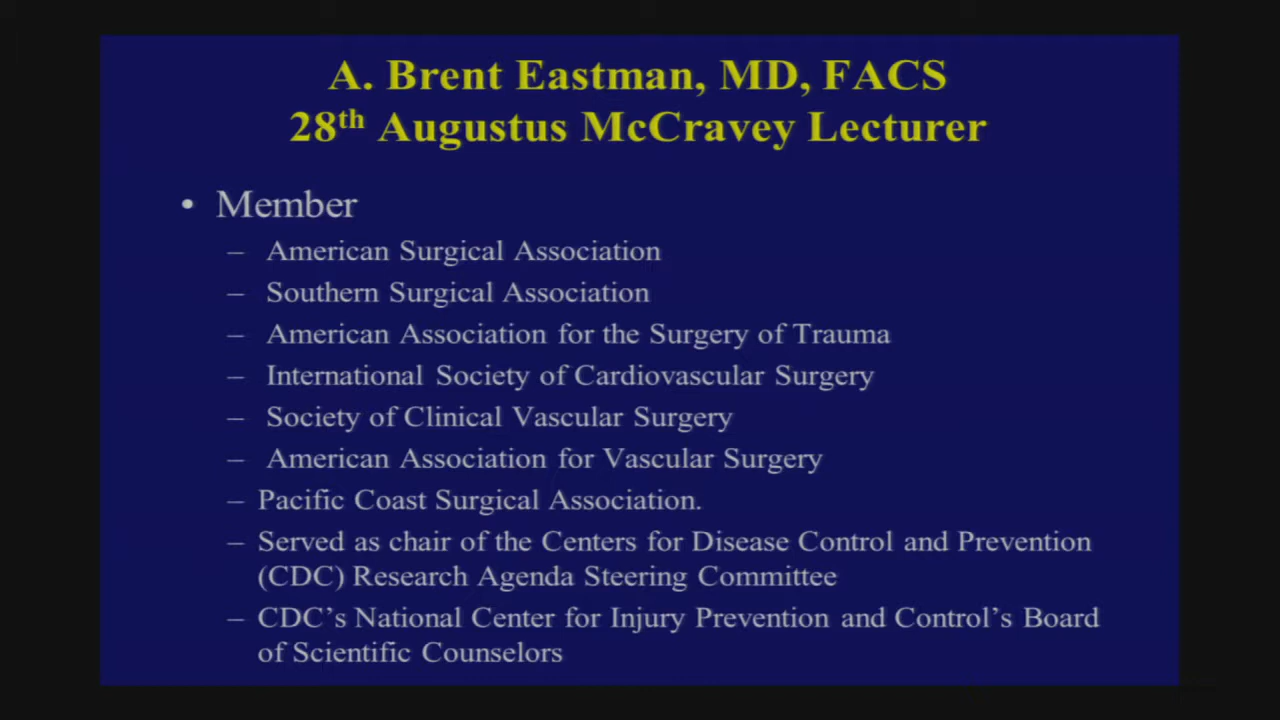 A. Brent Eastman, MD, FACS
28th Augustus McCravey Lecturer
• Member
– American Surgical Association
– Southern Surgical Association
– American Association for the Surgery of Trauma
– International Society of Cardiovascular Surgery
– Society of Clinical Vascular Surgery
– American Association for Vascular Surgery
– Pacific Coast Surgical Association.
– Served as chair of the Centers for Disease Control and Prevention
(CDC) Research Agenda Steering Committee
– CDC’s National Center for Injury Prevention and Control’s Board
of Scientific Counselors